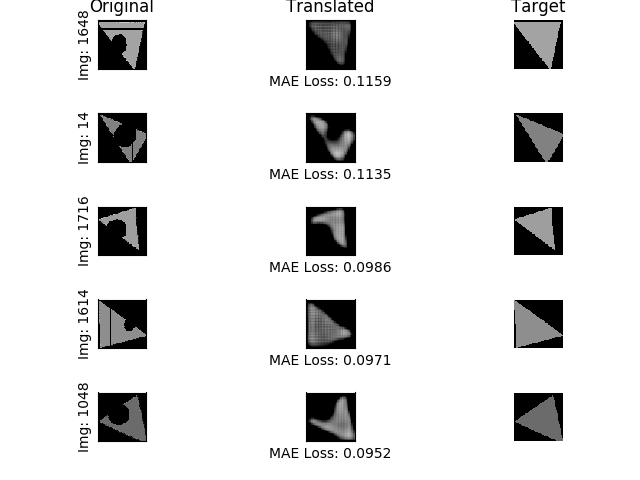 Original Translated Target
Img: 1648
MAE Loss: 0.1159
Img: 14
MAE Loss: 0.1135
Img: 1716
MAE Loss: 0.0986
Img: 1614
MAE Loss: 0.0971
Img: 1048
MAE Loss: 0.0952